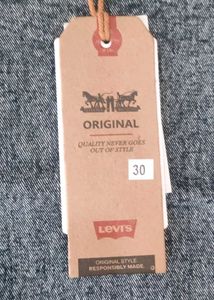 ORIGINAL
QUALITY NEVER GOES
OUT OF STYLE
30
Levi's
ORIGINAL STYLE
RESPONSIBLY MADE